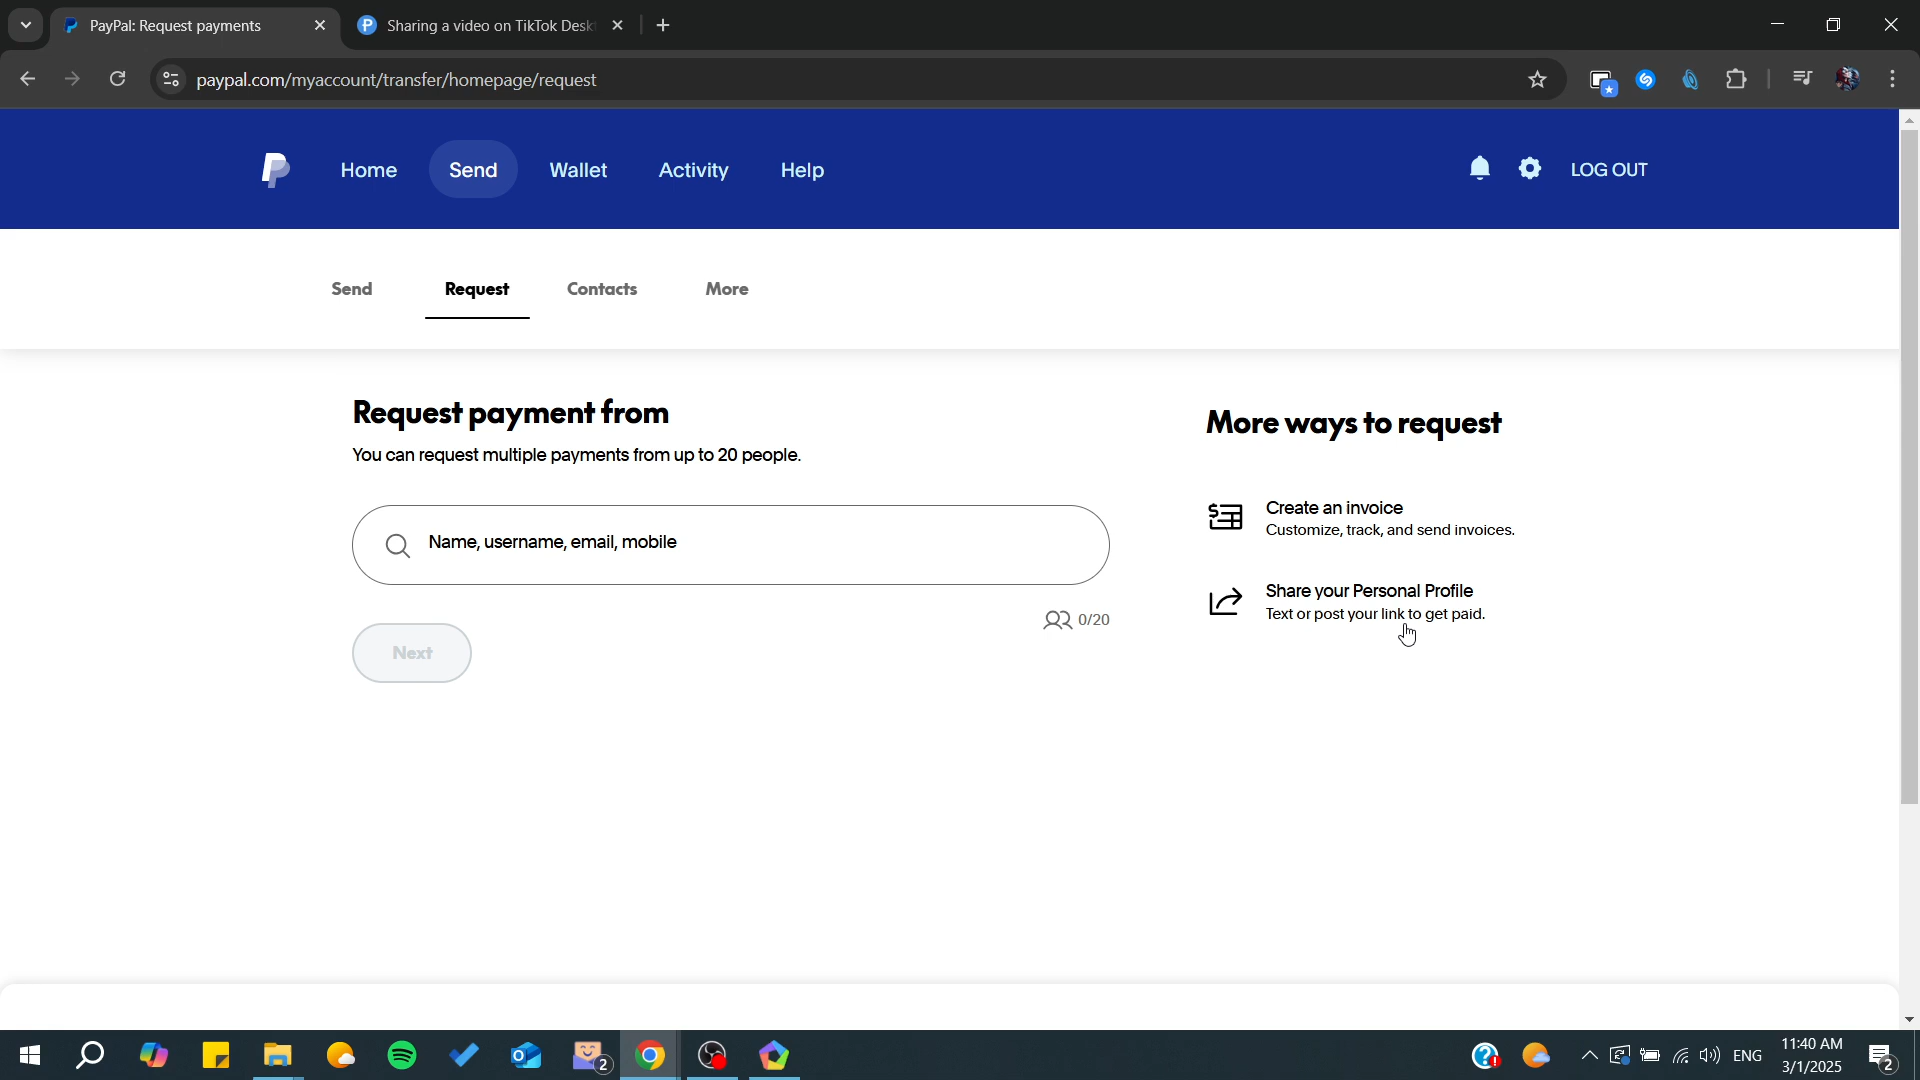 PayPal: Request payments
Sharing a video on TikTok Desk
paypal.com/myaccount/transfer/homepage/request
Home
Send
Wallet
Activity
Help
LOG OUT
Send
Request
Contacts
More
Request payment from
You can request multiple payments from up to 20 people.
Name, username, email, mobile
0/20
Next
More ways to request
Create an invoice
Customize, track, and send invoices.
Share your Personal Profile
Text or post your link to get paid.
2
ENG
11:40 AM
3/1/2025
2